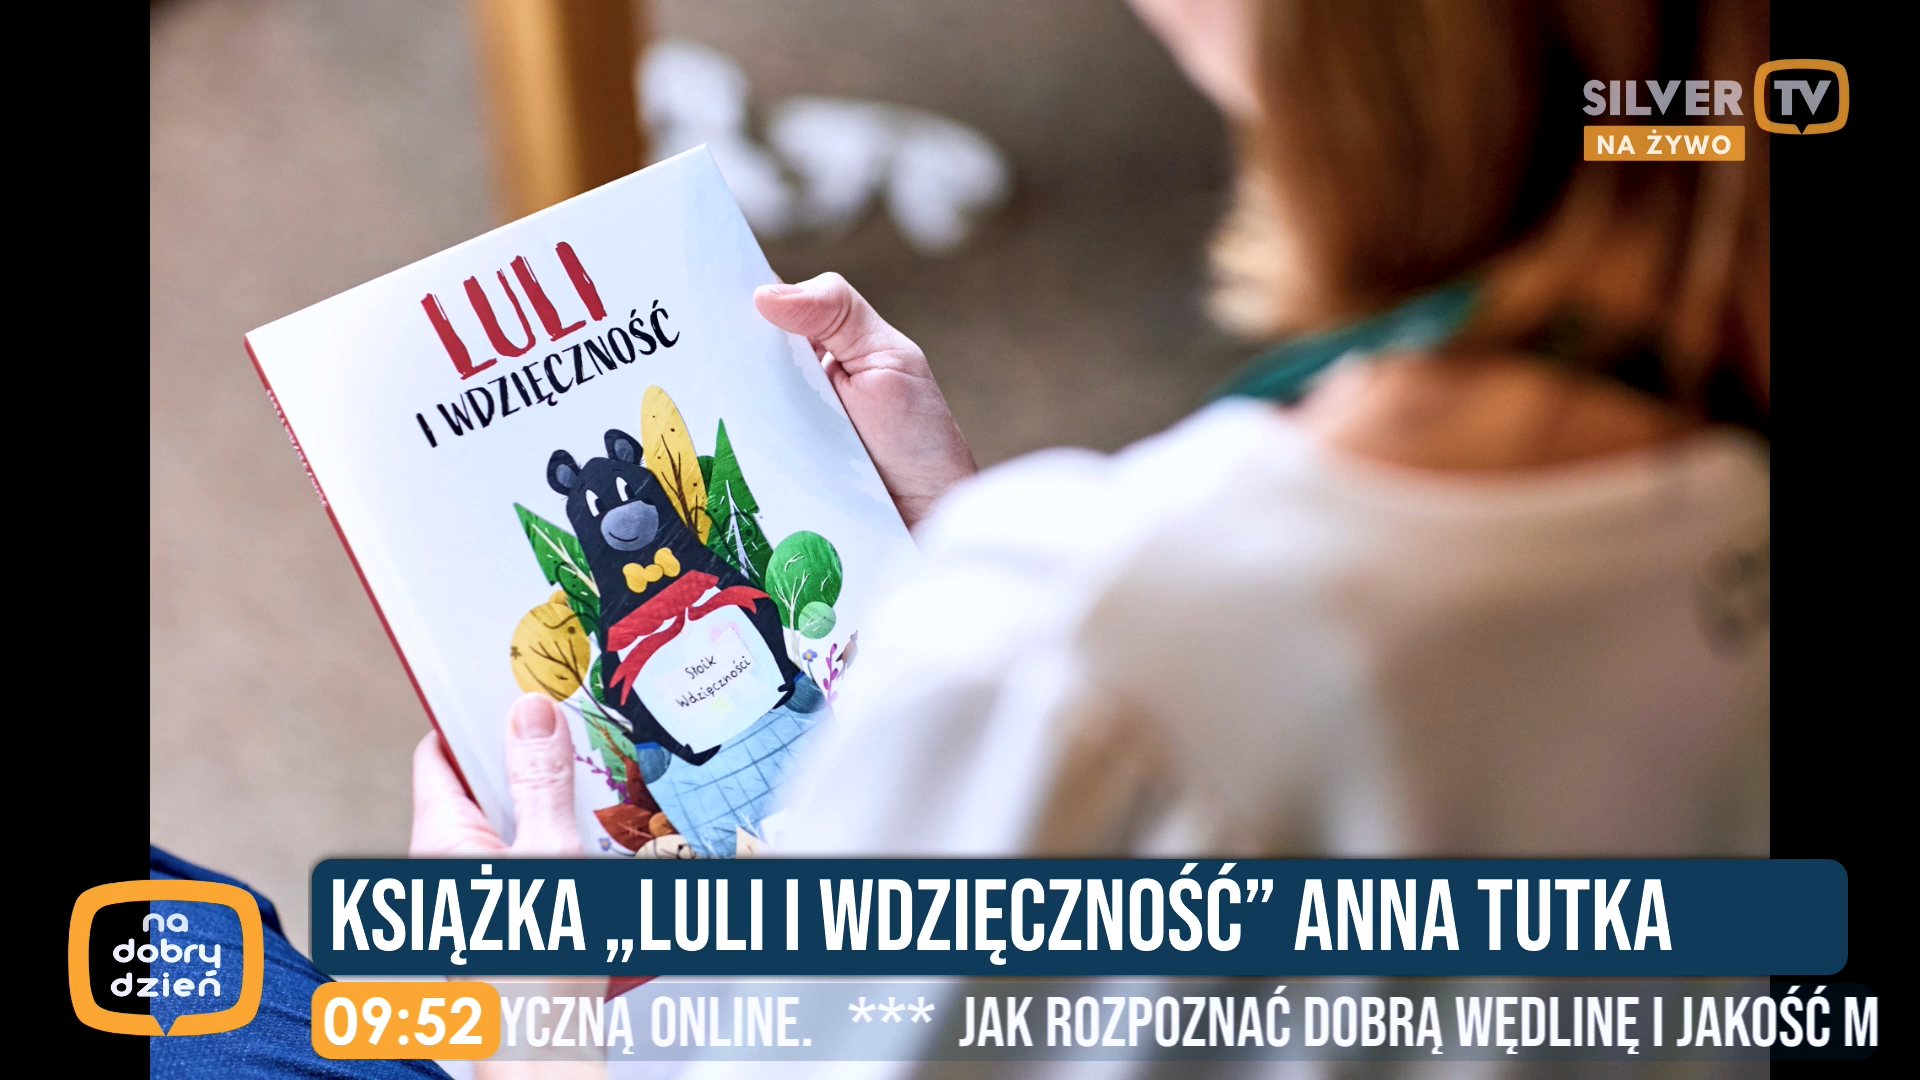 SILVER TV
NA ŻYWO
LULI
I WDZIĘCZNOŚĆ
Słoik
Wdzięczności
KSIĄŻKA „LULI I WDZIĘCZNOŚĆ” ANNA TUTKA
na
dobry
dzień
09:52 YCZNĄ ONLINE. *** JAK ROZPOZNAĆ DOBRĄ WĘDLINĘ I JAKOŚĆ M